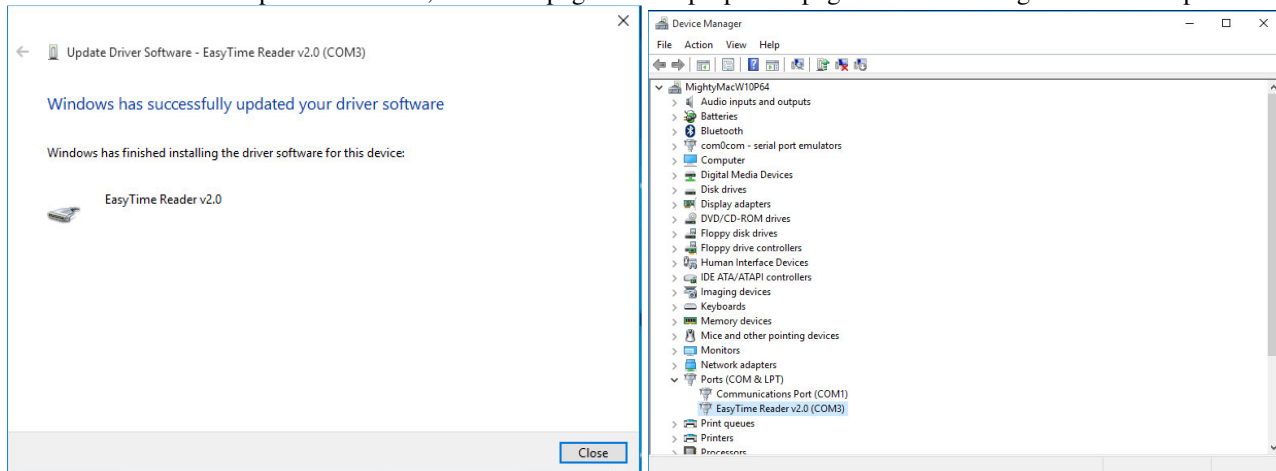 Update Driver Software - EasyTime Reader v2.0 (COM3)
Windows has successfully updated your driver software
Windows has finished installing the driver software for this device:
EasyTime Reader v2.0
Close
Device Manager
File Action View Help
MightyMacW10P64
Audio inputs and outputs
Batteries
Bluetooth
com0com - serial port emulators
Computer
Digital Media Devices
Disk drives
Display adapters
DVD/CD-ROM drives
Floppy disk drives
Floppy drive controllers
Human Interface Devices
IDE ATA/ATAPI controllers
Imaging devices
Keyboards
Memory devices
Mice and other pointing devices
Monitors
Network adapters
Ports (COM & LPT)
Communications Port (COM1)
EasyTime Reader v2.0 (COM3)
Print queues
Printers
Processors